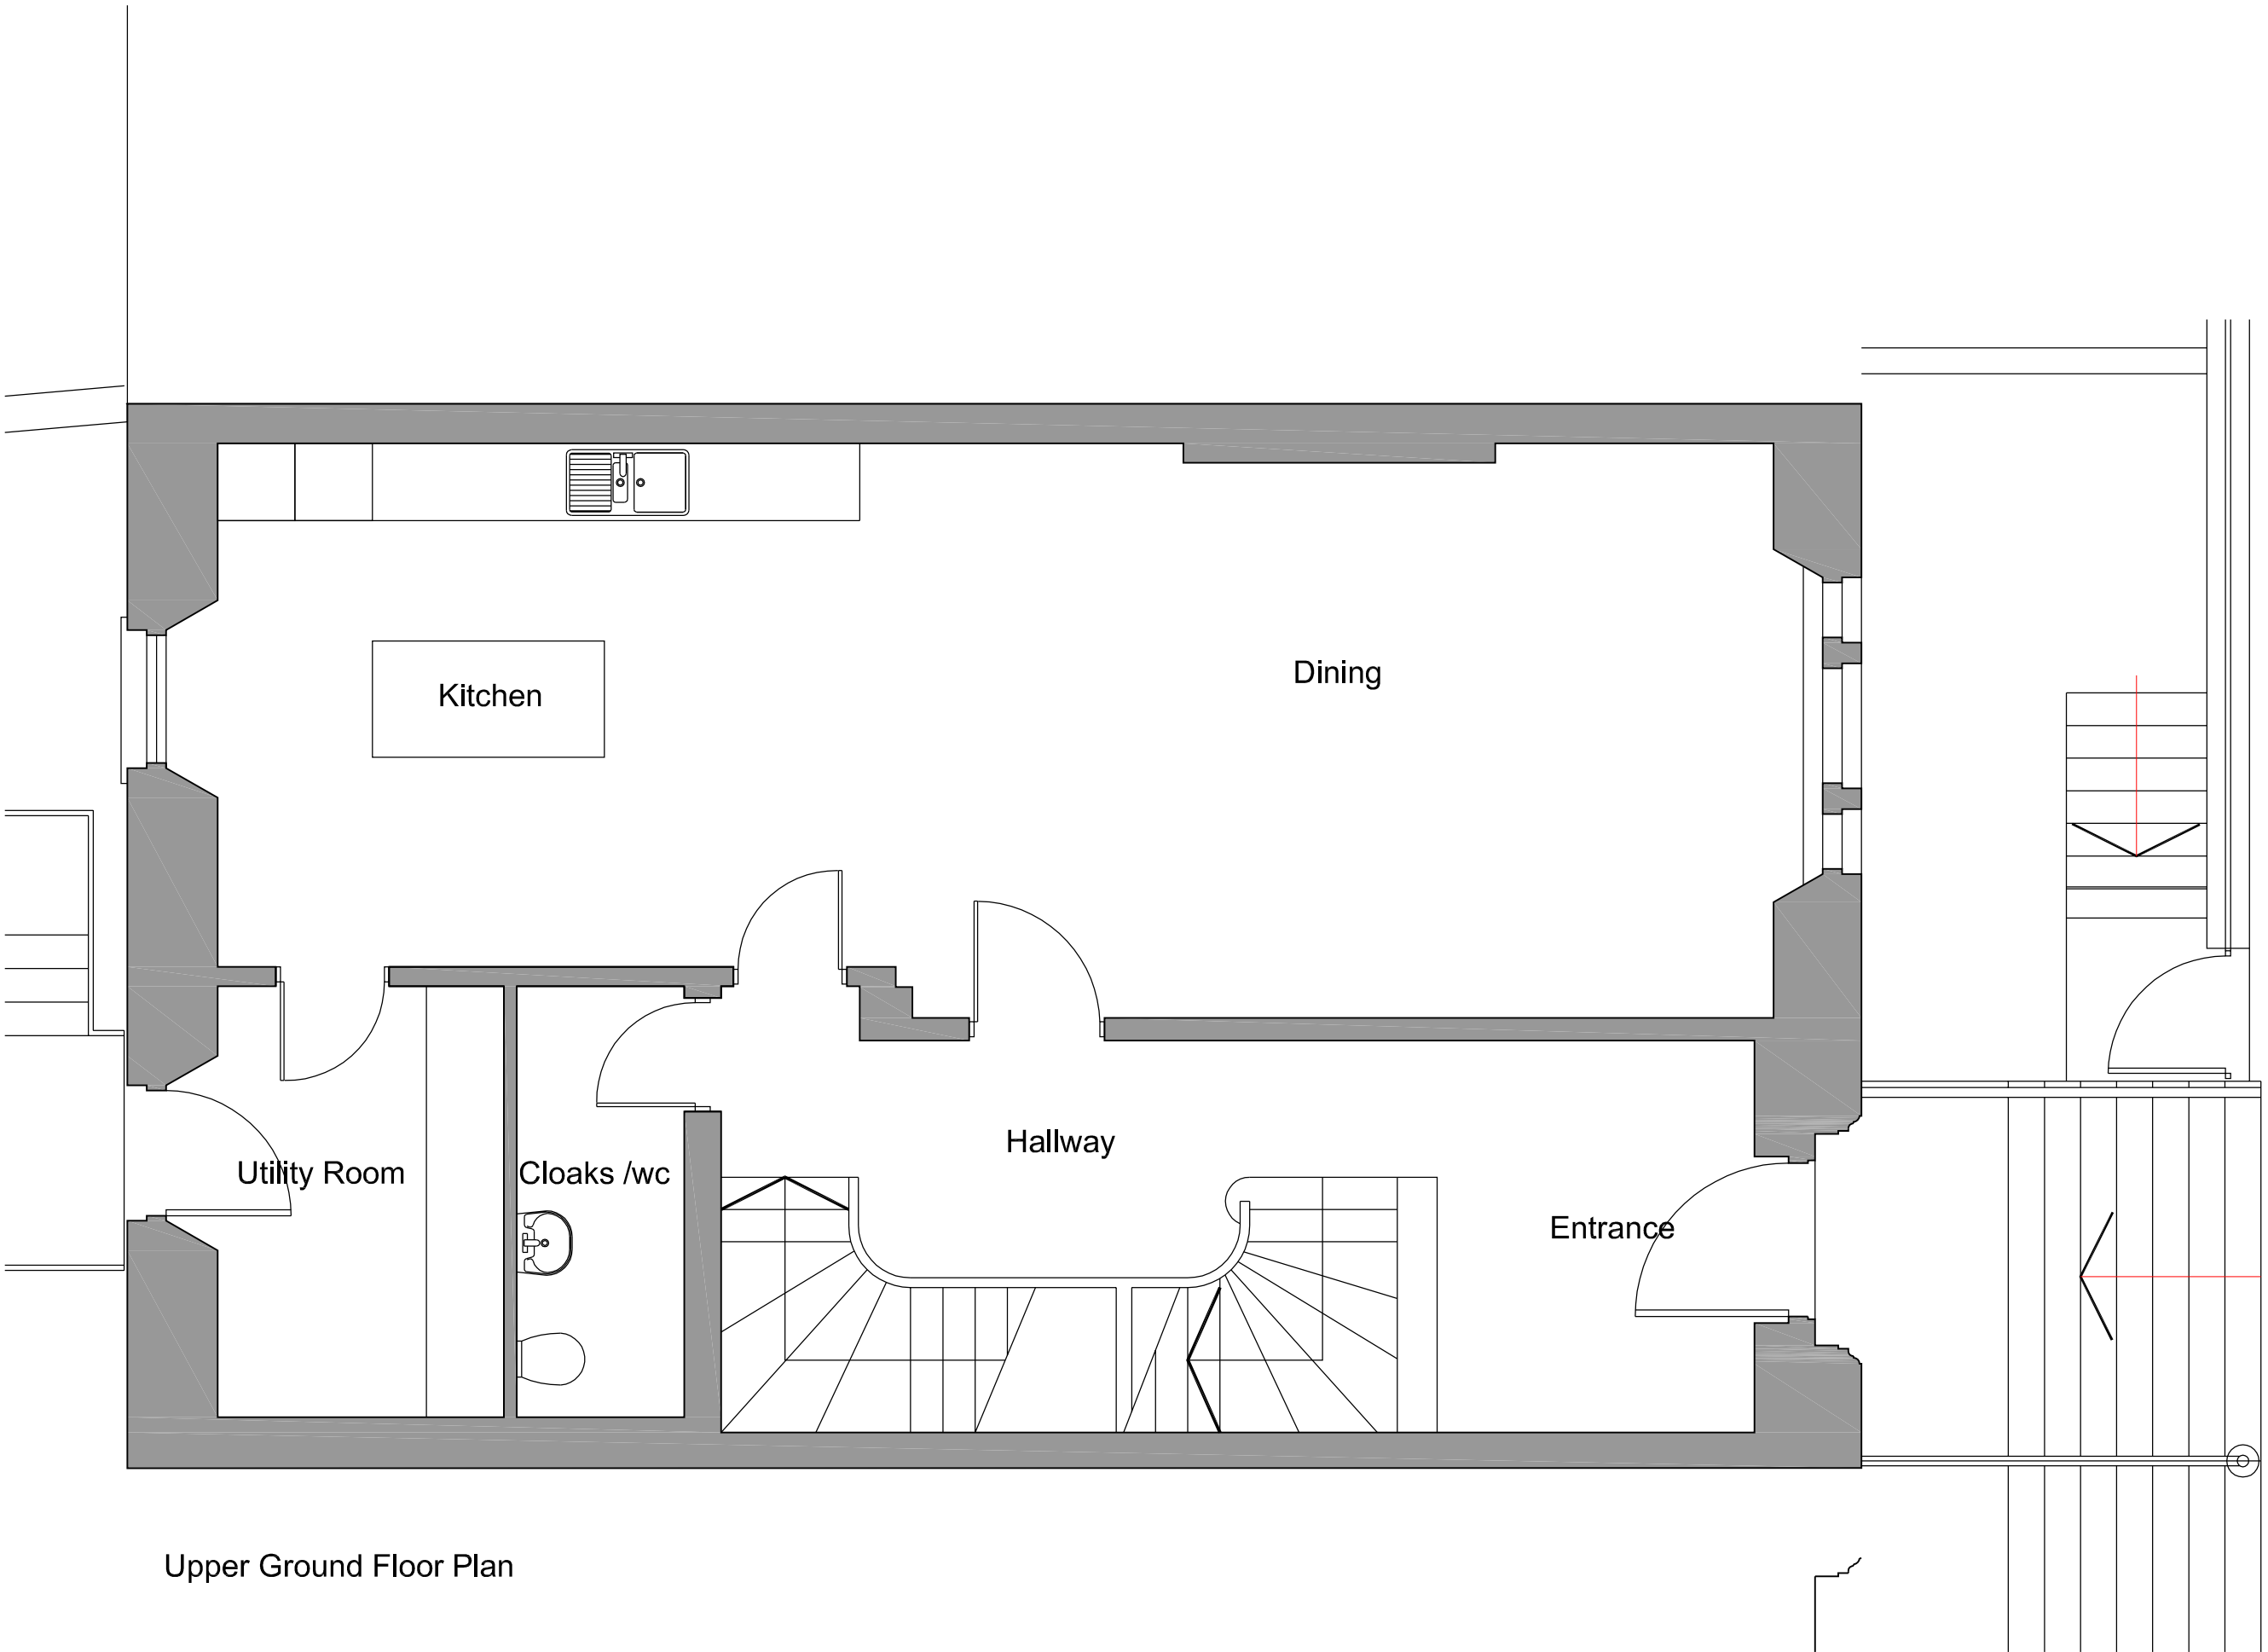 Dining
Kitchen
Hallway
Utility Room
Cloaks /wc
Entrance
Upper Ground Floor Plan